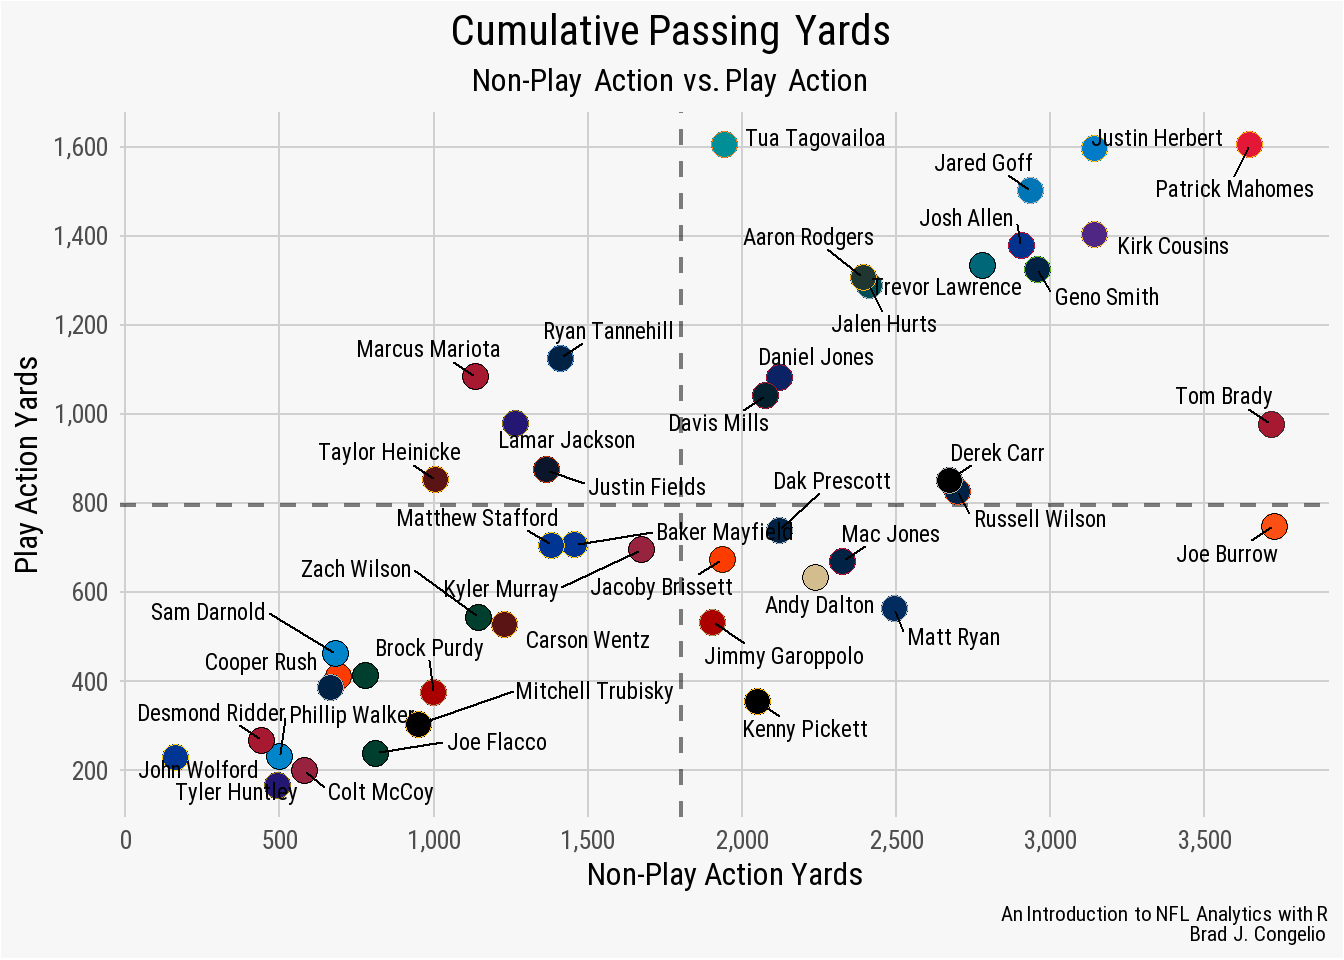 Cumulative Passing Yards
Non-Play Action vs. Play Action
Play Action Yards
1,600
1,400
1,200
1,000
800
600
400
200
Tua Tagovailoa
Justin Herbert
Jared Goff
Patrick Mahomes
Josh Allen
Aaron Rodgers
Kirk Cousins
Trevor Lawrence
Geno Smith
Jalen Hurts
Ryan Tannehill
Marcus Mariota
Daniel Jones
Tom Brady
Davis Mills
Lamar Jackson
Taylor Heinicke
Derek Carr
Justin Fields
Dak Prescott
Matthew Stafford
Russell Wilson
Baker Mayfield
Mac Jones
Joe Burrow
Zach Wilson
Kyler Murray
Jacoby Brissett
Andy Dalton
Sam Darnold
Carson Wentz
Matt Ryan
Brock Purdy
Jimmy Garoppolo
Cooper Rush
Mitchell Trubisky
Desmond Ridder
Phillip Walker
Kenny Pickett
Joe Flacco
John Wolford
Tyler Huntley
Colt McCoy
0
500
1,000
1,500
2,000
2,500
3,000
3,500
Non-Play Action Yards
An Introduction to NFL Analytics with R
Brad J. Congelio